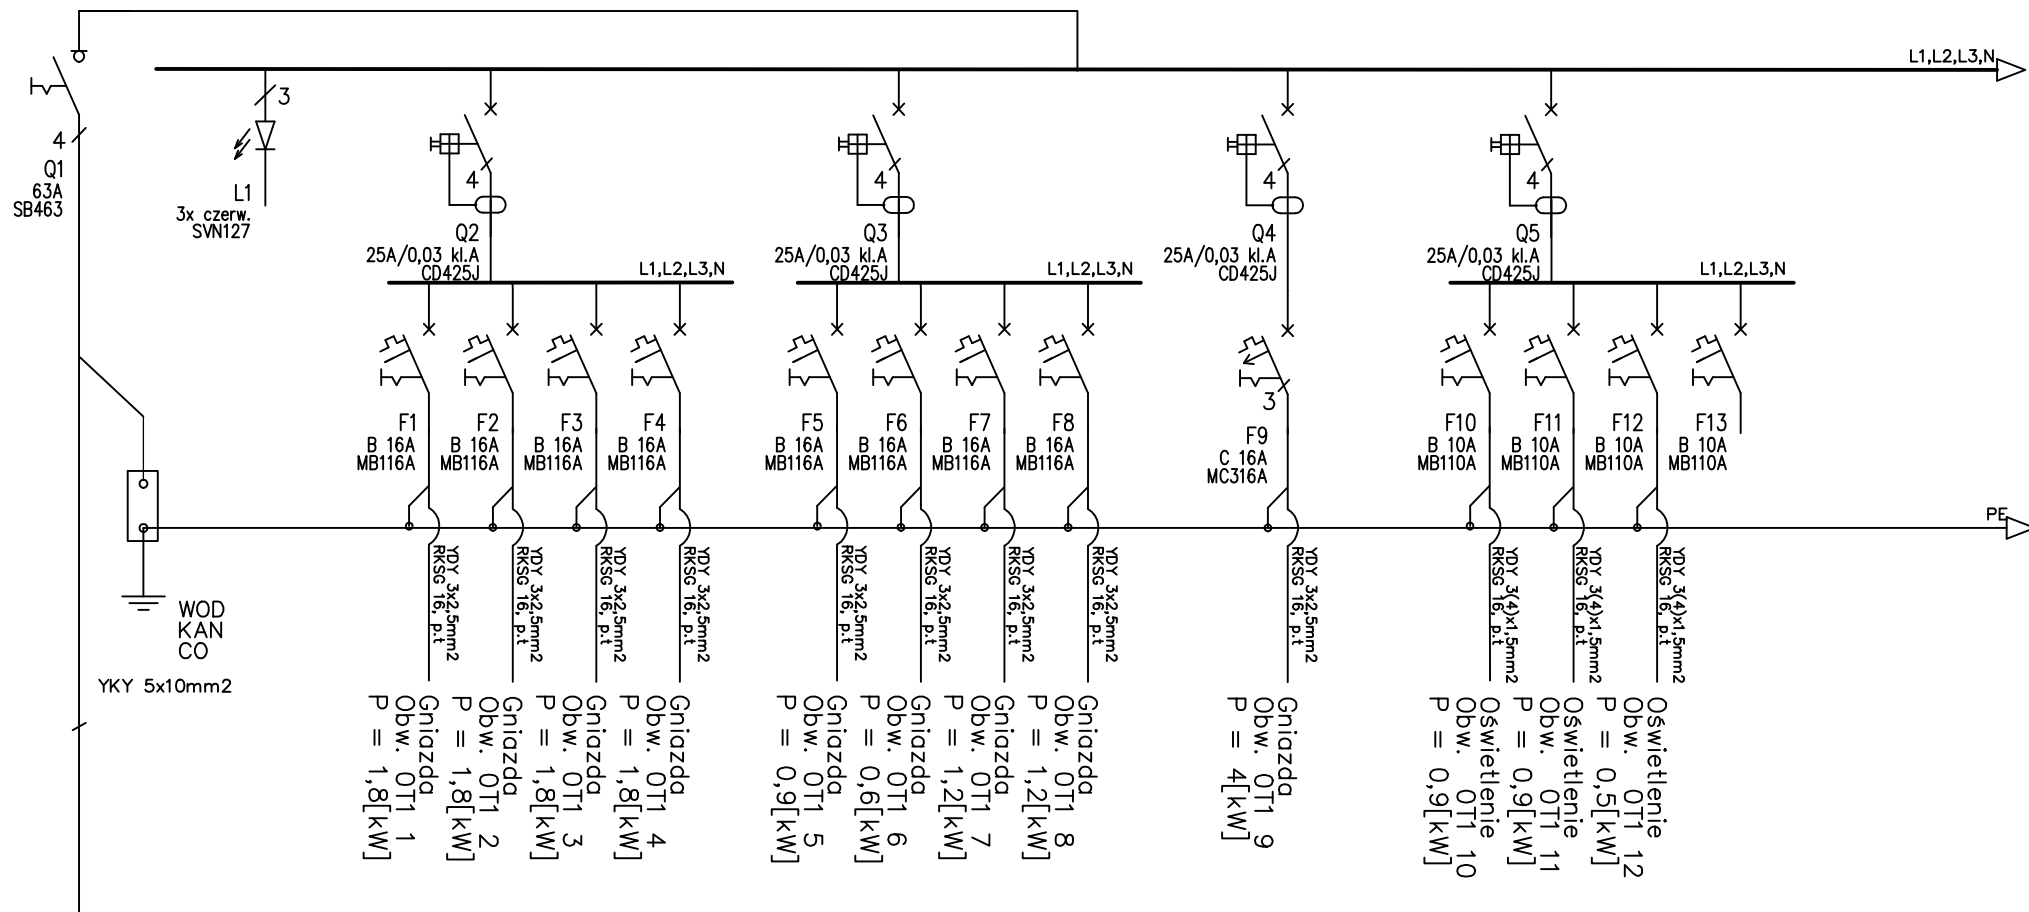 L1,L2,L3,N
3
4
Q1
63A
SB463
L1
3x czerw.
SVN127
4
Q2
25A/0,03 kl.A
CD425J
L1,L2,L3,N
4
Q3
25A/0,03 kl.A
CD425J
L1,L2,L3,N
4
Q4
25A/0,03 kl.A
CD425J
4
Q5
25A/0,03 kl.A
CD425J
L1,L2,L3,N
F1
B 16A
MB116A
F2
B 16A
MB116A
F3
B 16A
MB116A
F4
B 16A
MB116A
F5
B 16A
MB116A
F6
B 16A
MB116A
F7
B 16A
MB116A
F8
B 16A
MB116A
3
F9
C 16A
MC316A
F10
B 10A
MB110A
F11
B 10A
MB110A
F12
B 10A
MB110A
F13
B 10A
MB110A
PE
WOD
KAN
CO
YKY 5x10mm2
YDY 3x2,5mm2
RKSG 16, p.t
YDY 3x2,5mm2
RKSG 16, p.t
YDY 3x2,5mm2
RKSG 16, p.t
YDY 3x2,5mm2
RKSG 16, p.t
YDY 3x2,5mm2
RKSG 16, p.t
YDY 3x2,5mm2
RKSG 16, p.t
YDY 3x2,5mm2
RKSG 16, p.t
YDY 3x2,5mm2
RKSG 16, p.t
YDY 3x2,5mm2
RKSG 16, p.t
YDY 3(4)x1,5mm2
RKSG 16, p.t
YDY 3(4)x1,5mm2
RKSG 16, p.t
YDY 3(4)x1,5mm2
RKSG 16, p.t
Gniazda
Obw. 0T1 1
P = 1,8[kW]
Gniazda
Obw. 0T1 2
P = 1,8[kW]
Gniazda
Obw. 0T1 3
P = 1,8[kW]
Gniazda
Obw. 0T1 4
P = 1,8[kW]
Gniazda
Obw. 0T1 5
P = 0,9[kW]
Gniazda
Obw. 0T1 6
P = 0,6[kW]
Gniazda
Obw. 0T1 7
P = 1,2[kW]
Gniazda
Obw. 0T1 8
P = 1,2[kW]
Gniazda
Obw. 0T1 9
P = 4[kW]
Oświetlenie
Obw. 0T1 10
P = 0,9[kW]
Oświetlenie
Obw. 0T1 11
P = 0,9[kW]
Oświetlenie
Obw. 0T1 12
P = 0,5[kW]